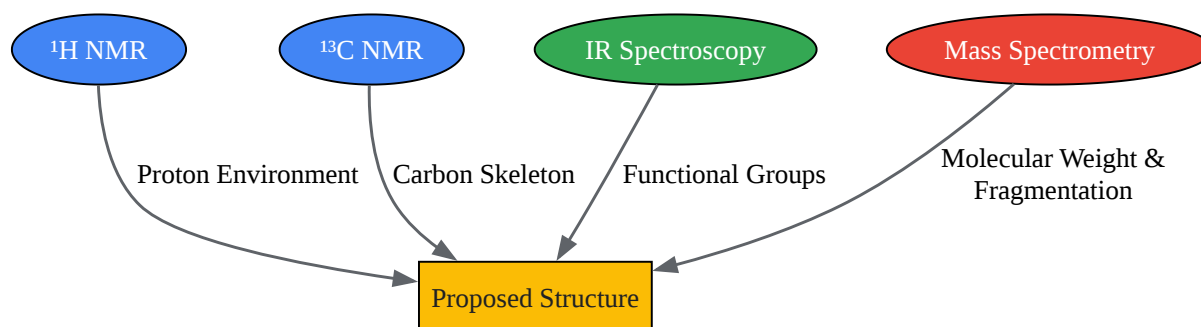 ¹H NMR
¹³C NMR
IR Spectroscopy
Mass Spectrometry
Proton Environment
Carbon Skeleton
Functional Groups
Molecular Weight &
Fragmentation
Proposed Structure